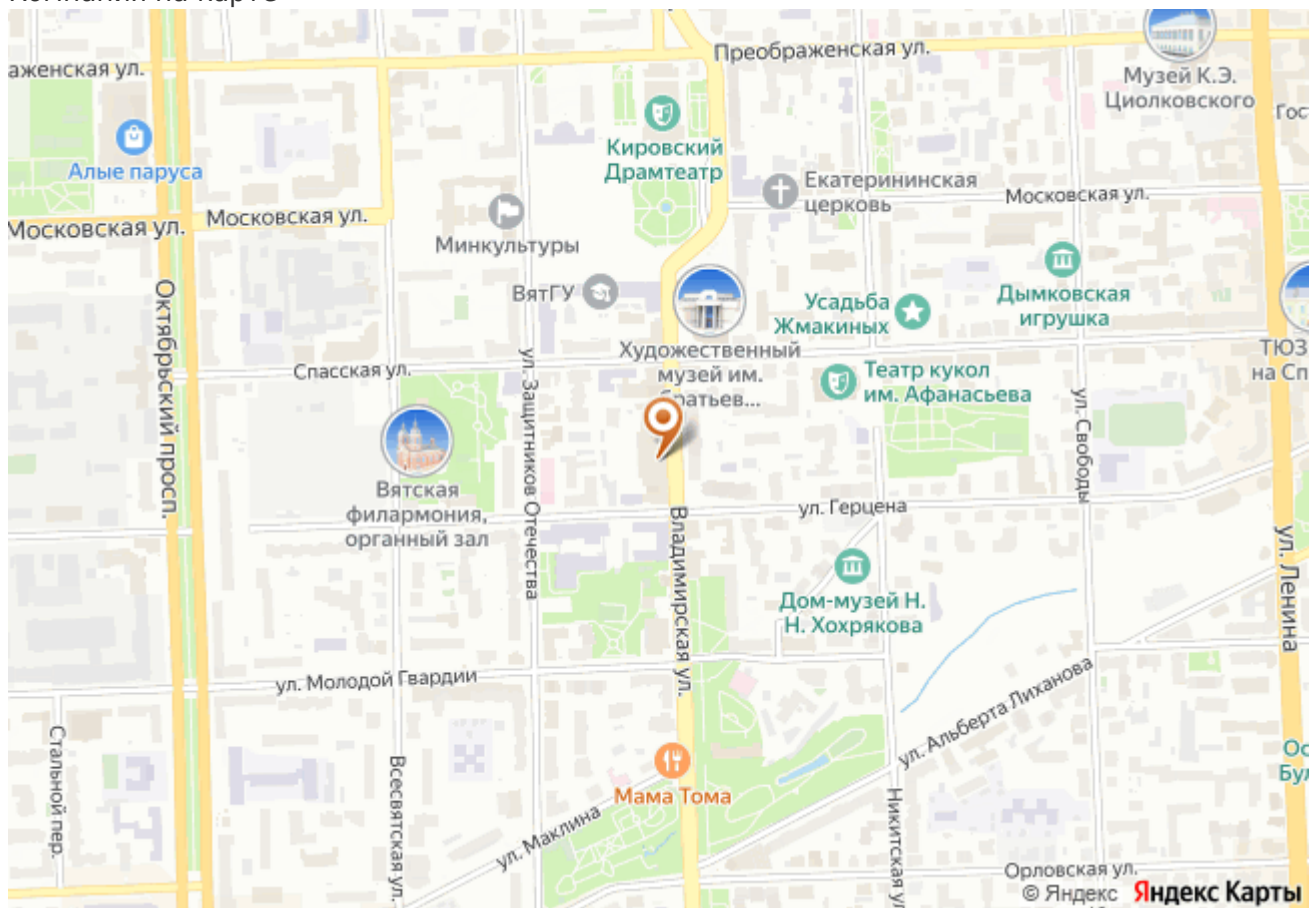 Преображенская ул.
аженская ул.
Музей К.Э.
Циолковского
Гос
Алые паруса
Кировский
Драмтеатр
Екатерининская
церковь
Московская ул.
Московская ул.
Московская ул.
Минкультуры
ВятГУ
Усадьба
Жмакиных
Дымковская
игрушка
Октябрьский просп.
Художественный
музей им.
братьев...
ТЮЗ
на Сп
Спасская ул.
ул. Защитников Отечества
Театр кукол
им. Афанасьева
ул. Свободы
Вятская
филармония,
органный зал
ул. Герцена
Владимирская ул.
ул. Ленина
Дом-музей Н.
Н. Хохрякова
ул. Молодой Гвардии
ул. Альберта Лиханова
Стальной пер.
Всесвятская ул.
Мама Тома
ул. Маклина
Никитская ул
Ос
Бул
Орловская ул.
© Яндекс Яндекс Карты